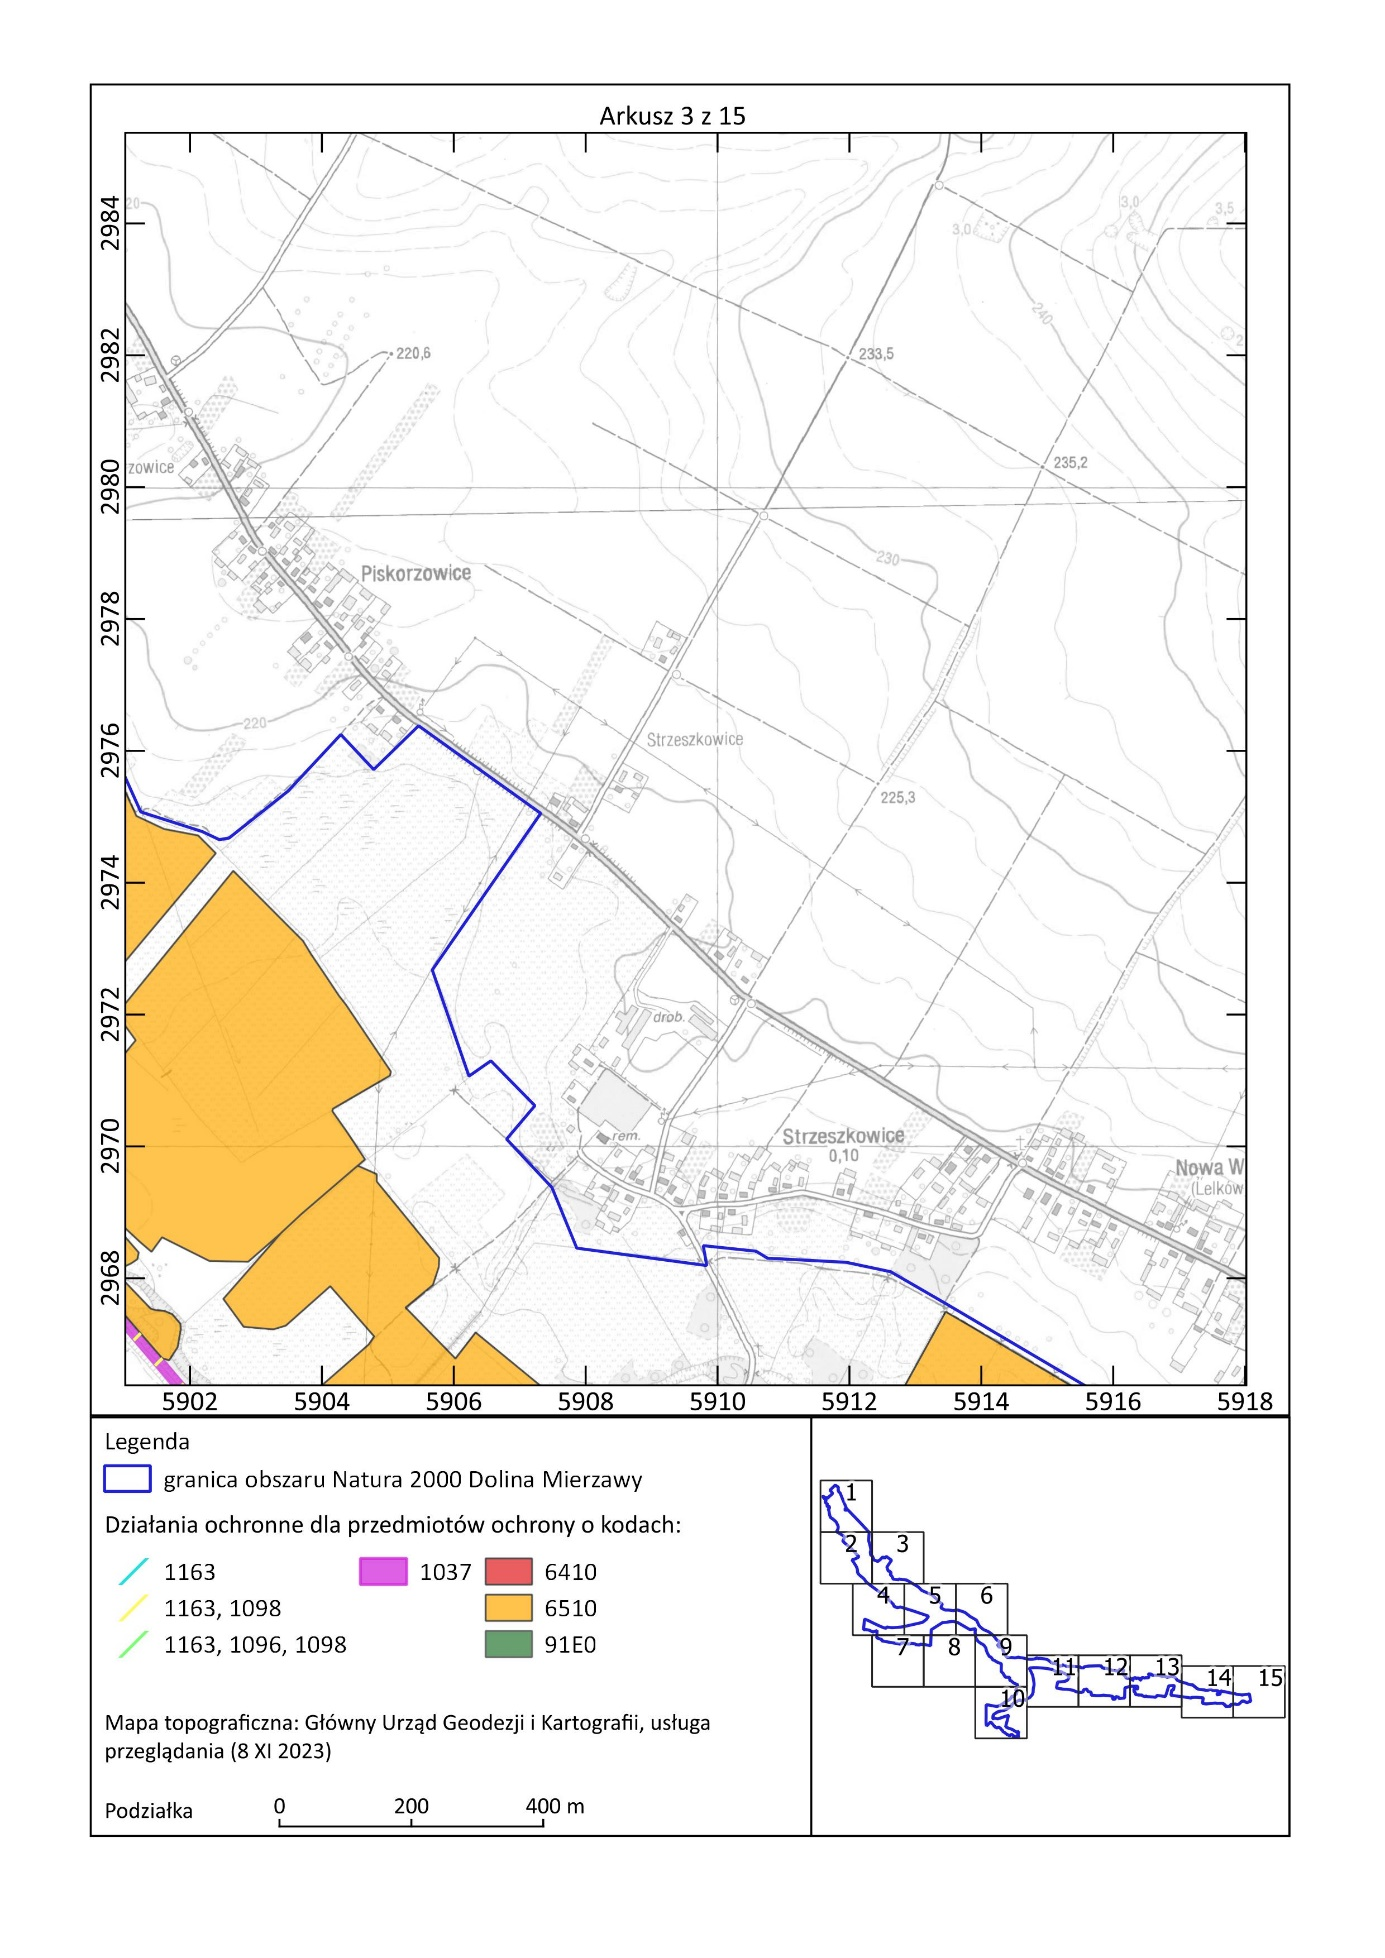 Arkusz 3 z 15
2984
2982
2980
2978
2976
2974
2972
2970
2968
20
3,0
3,0
3,5
240
220,6
233,5
235,2
zowice
230
Piskorzowice
220
Strzeszkowice
225,3
drob.
rem.
Strzeszkowice
0,10
Nowa W
(Lelków
5902 5904 5906 5908 5910 5912 5914 5916 5918
Legenda
granica obszaru Natura 2000 Dolina Mierzawy
Działania ochronne dla przedmiotów ochrony o kodach:
1163 1037 6410
1163, 1098 6510
1163, 1096, 1098 91E0
Mapa topograficzna: Główny Urząd Geodezji i Kartografii, usługa
przeglądania (8 XI 2023)
Podziałka 0 200 400 m
1
2 3
4 5 6
7 8 9
11 12 13 14 15
10